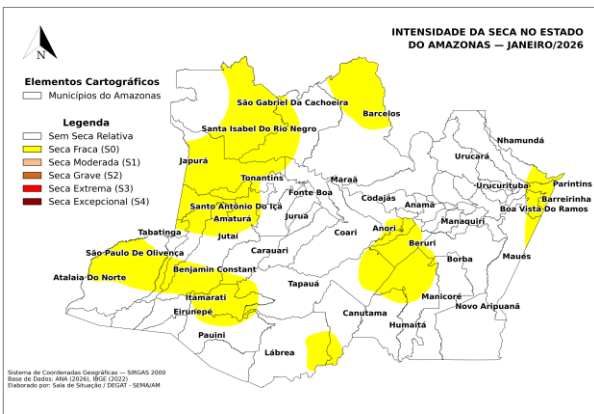 INTENSIDADE DA SECA NO ESTADO
DO AMAZONAS — JANEIRO/2026
N
Elementos Cartográficos
Municípios do Amazonas
Legenda
Sem Seca Relativa
Seca Fraca (S0)
Seca Moderada (S1)
Seca Grave (S2)
Seca Extrema (S3)
Seca Excepcional (S4)
São Gabriel Da Cachoeira
Barcelos
Santa Isabel Do Rio Negro
Nhamundá
Japurá
Urucará
Tonantins
Maraã
Urucurituba
Parintins
Fonte Boa
Codajás
Barreirinha
Santo Antônio Do Içá
Anamã
Boa Vista Do Ramos
Amaturá
Juruá
Manaquiri
Tabatinga
Jutaí
Coari
Anori
Beruri
São Paulo De Olivença
Carauari
Maués
Borba
Atalaia Do Norte
Benjamin Constant
Tapauá
Itamarati
Manicoré
Novo Aripuanã
Eirunepé
Canutama
Humaitá
Pauini
Lábrea
Sistema de Coordenadas Geográficas — SIRGAS 2000
Base de Dados: ANA (2026), IBGE (2022)
Elaborado por: Sala de Situação / DEGAT - SEMA/AM